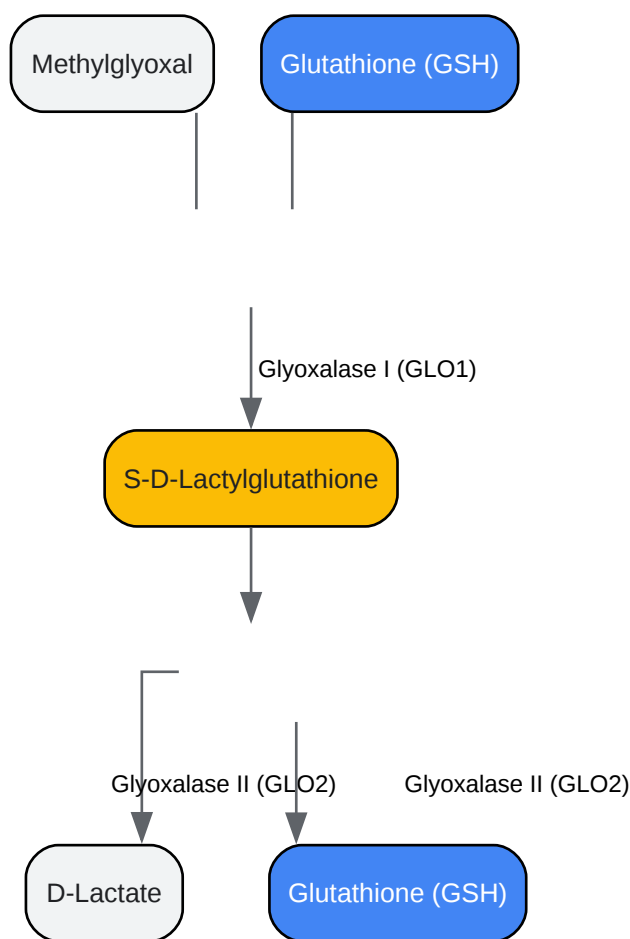 Methylglyoxal
Glutathione (GSH)
Glyoxalase I (GLO1)
S-D-Lactylglutathione
Glyoxalase II (GLO2)
Glyoxalase II (GLO2)
D-Lactate
Glutathione (GSH)